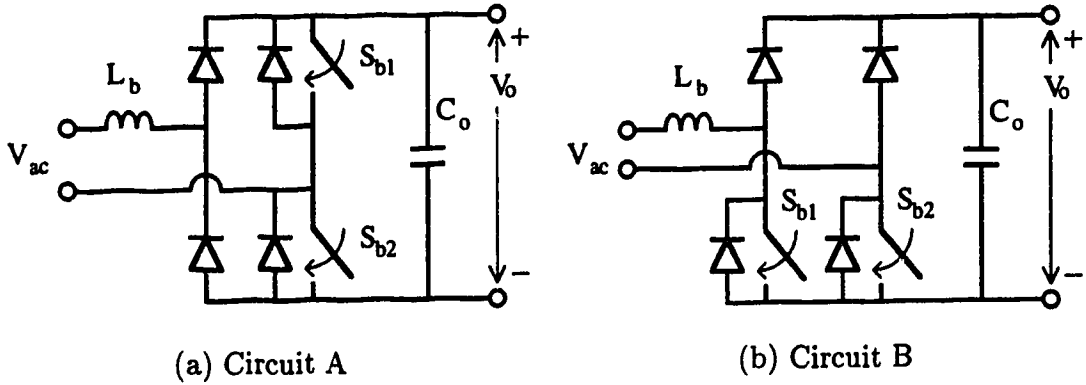 L_b
V_ac
S_b1
S_b2
C_o
+
V_o
−
(a) Circuit A
L_b
V_ac
S_b1
S_b2
C_o
+
V_o
−
(b) Circuit B